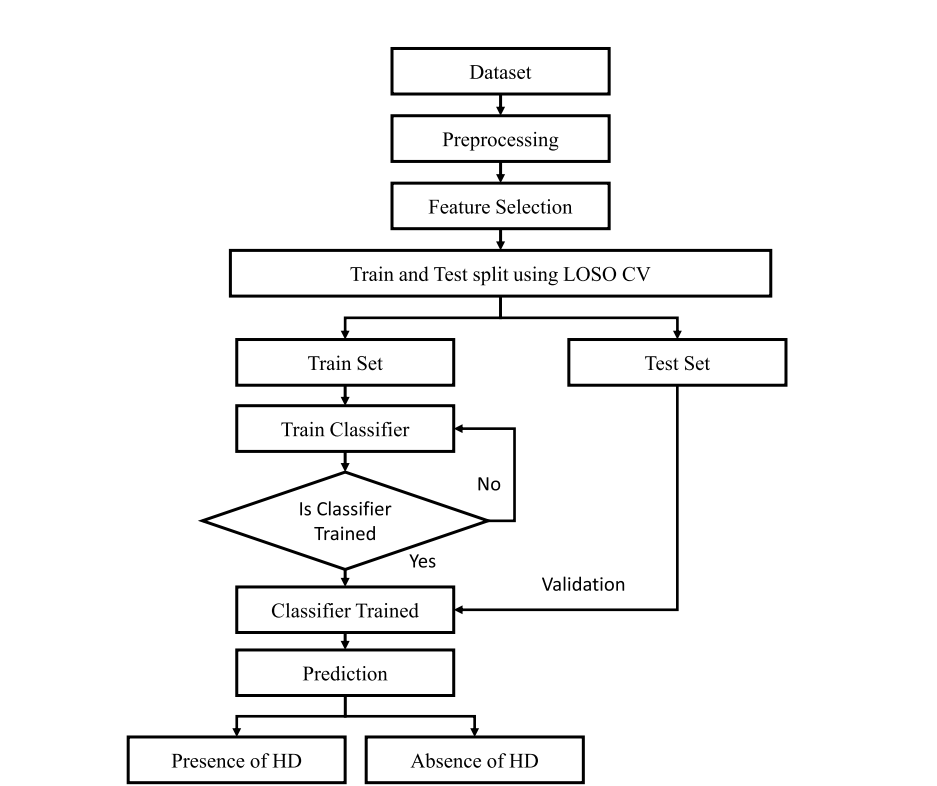 Dataset
Preprocessing
Feature Selection
Train and Test split using LOSO CV
Train Set
Test Set
Train Classifier
No
Is Classifier
Trained
Yes
Validation
Classifier Trained
Prediction
Presence of HD
Absence of HD